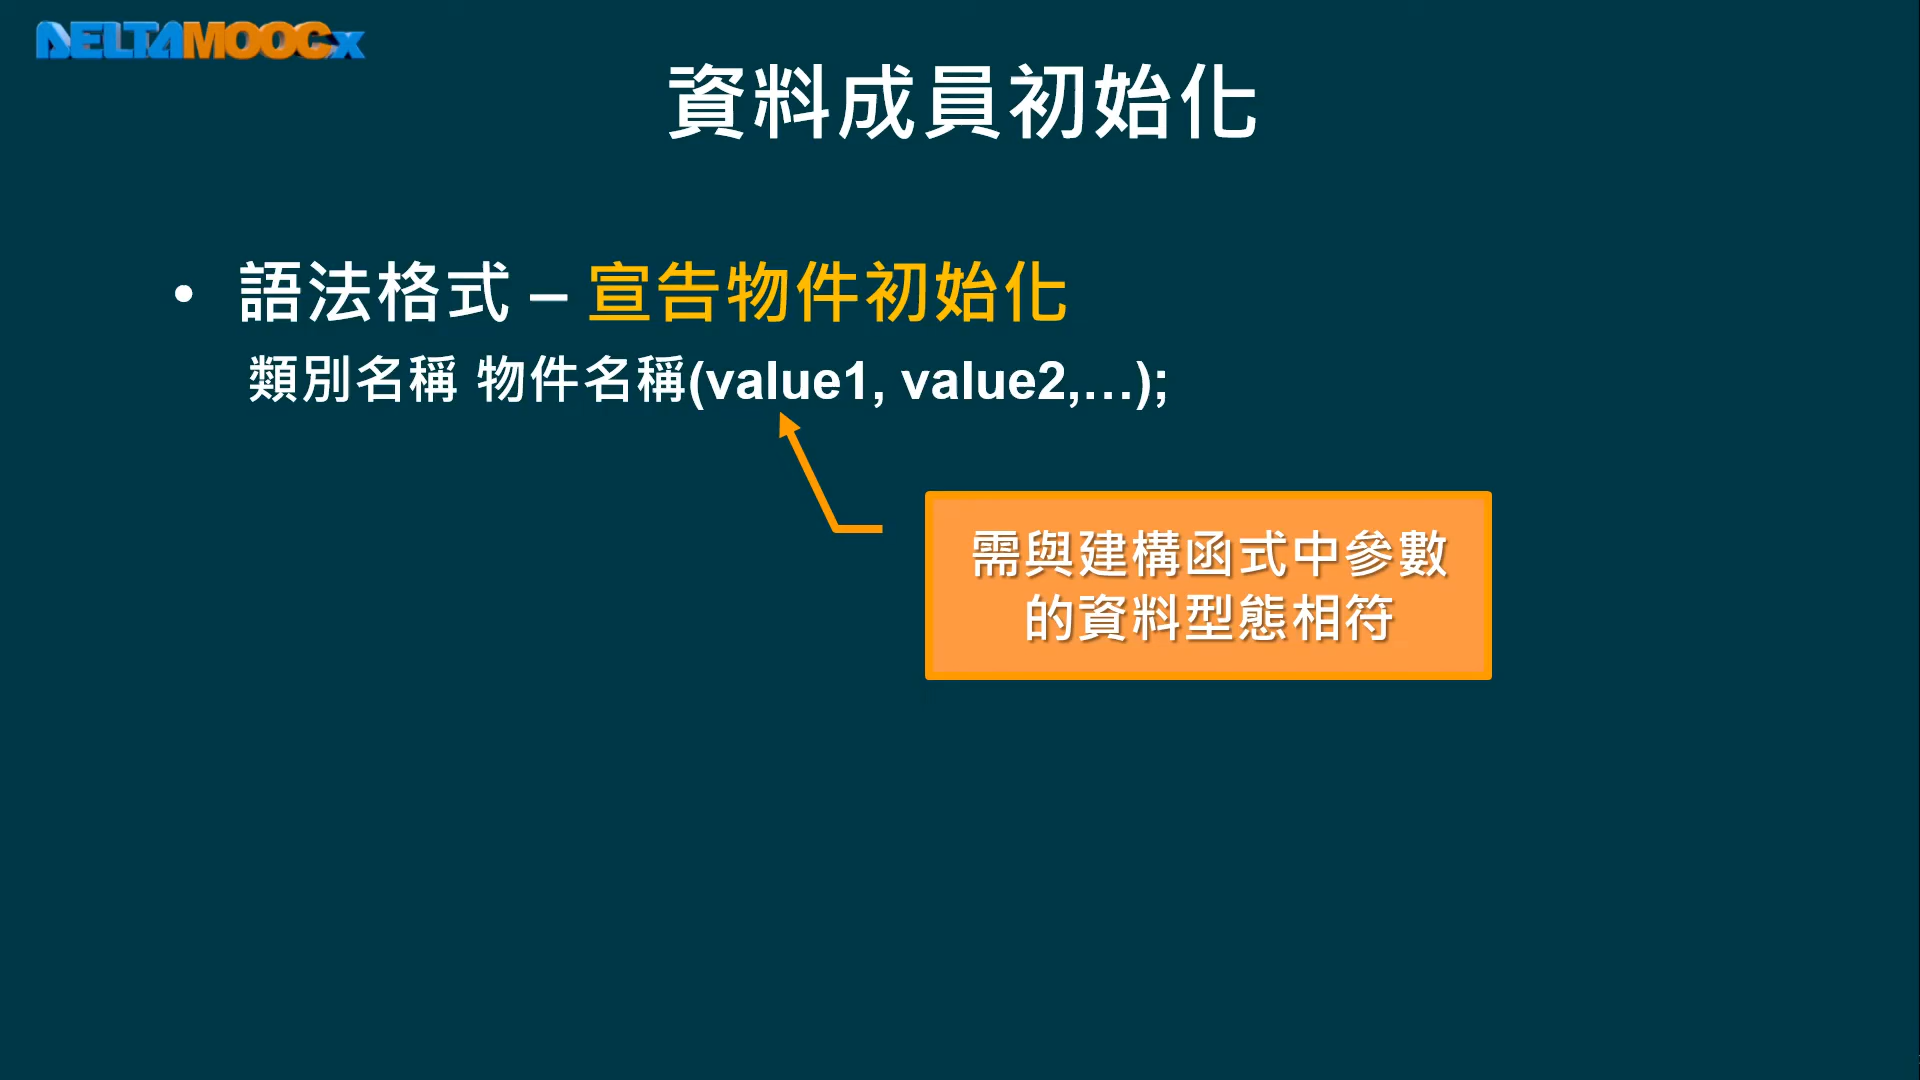 DELTAMOOCx
資料成員初始化
• 語法格式 – 宣告物件初始化
類別名稱 物件名稱(value1, value2,…);
需與建構函式中參數
的資料型態相符